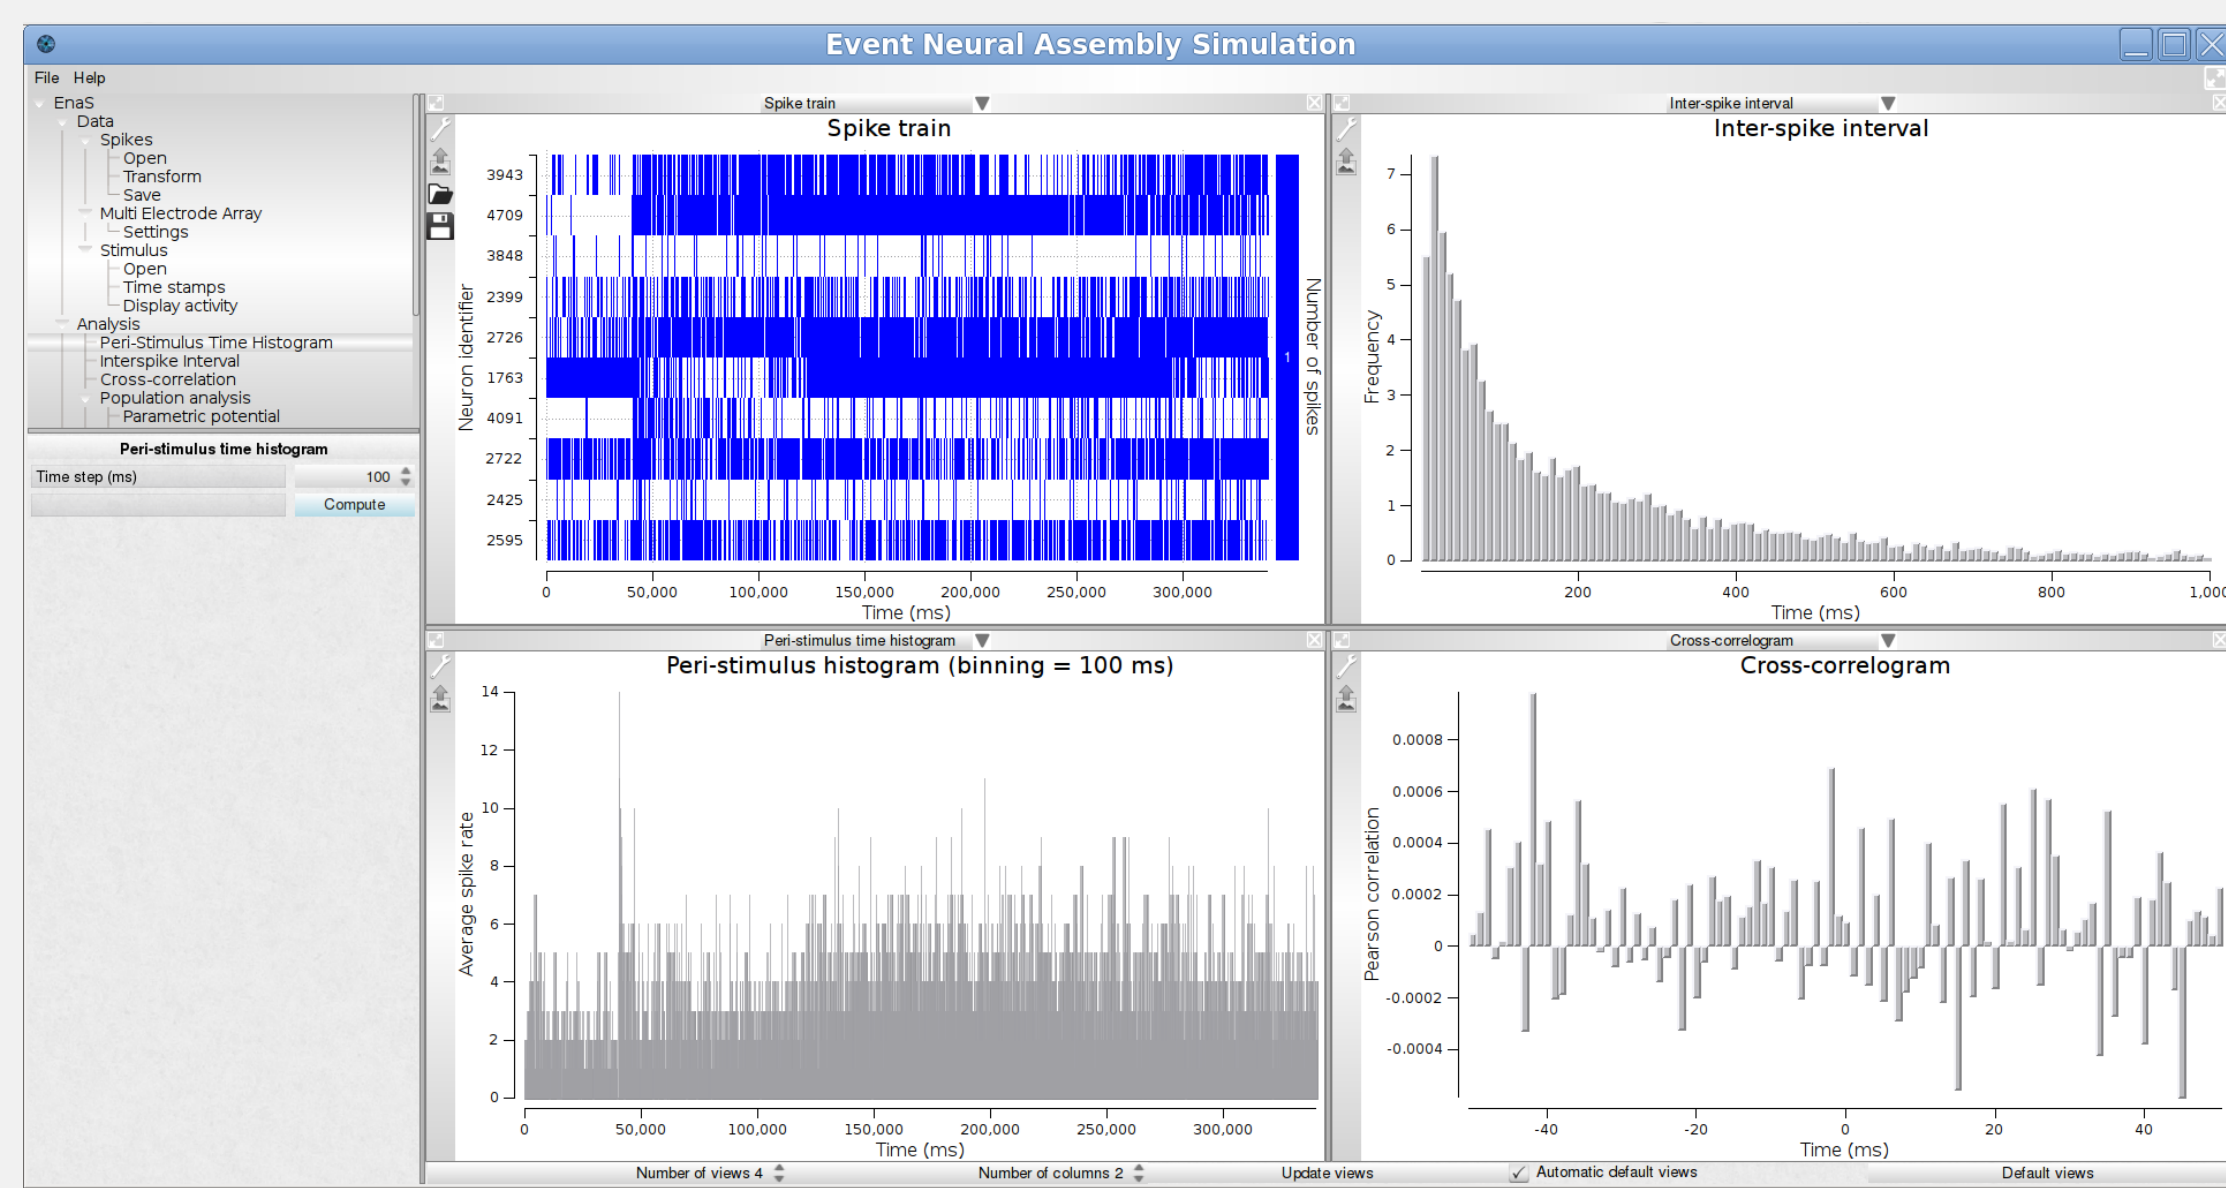 Event Neural Assembly Simulation
File Help
EnaS
Data
Spikes
Open
Transform
Save
Multi Electrode Array
Settings
Stimulus
Open
Time stamps
Display activity
Analysis
Peri-Stimulus Time Histogram
Interspike Interval
Cross-correlation
Population analysis
Parametric potential
Peri-stimulus time histogram
Time step (ms) 100
Compute
Spike train
Spike train
Neuron identifier
3943
4709
3848
2399
2726
1763
4091
2722
2425
2595
0 50,000 100,000 150,000 200,000 250,000 300,000
Time (ms)
1
Number of spikes
Inter-spike interval
Inter-spike interval
Frequency
7
6
5
4
3
2
1
0
200 400 600 800 1,000
Time (ms)
Peri-stimulus time histogram
Peri-stimulus histogram (binning = 100 ms)
Average spike rate
14
12
10
8
6
4
2
0
0 50,000 100,000 150,000 200,000 250,000 300,000
Time (ms)
Cross-correlogram
Cross-correlogram
Pearson correlation
0.0008
0.0006
0.0004
0.0002
0
-0.0002
-0.0004
-40 -20 0 20 40
Time (ms)
Number of views 4 Number of columns 2 Update views Automatic default views Default views